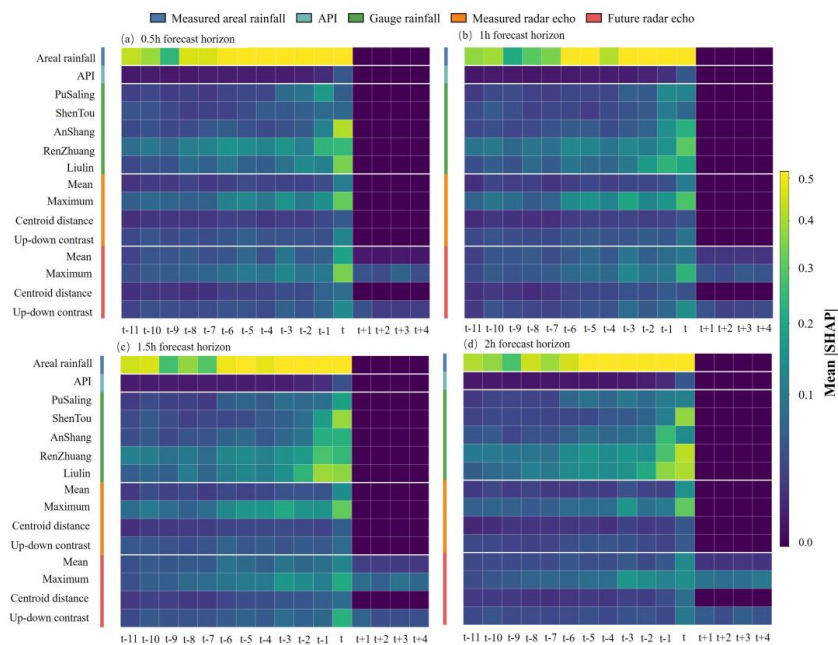 Measured areal rainfall API Gauge rainfall Measured radar echo Future radar echo
(a) 0.5h forecast horizon
(b) 1h forecast horizon
Areal rainfall
API
PuSaling
ShenTou
AnShang
RenZhuang
Liulin
Mean
Maximum
Centroid distance
Up-down contrast
Mean
Maximum
Centroid distance
Up-down contrast
t-11 t-10 t-9 t-8 t-7 t-6 t-5 t-4 t-3 t-2 t-1 t t+1 t+2 t+3 t+4
t-11 t-10 t-9 t-8 t-7 t-6 t-5 t-4 t-3 t-2 t-1 t t+1 t+2 t+3 t+4
(c) 1.5h forecast horizon
(d) 2h forecast horizon
Areal rainfall
API
PuSaling
ShenTou
AnShang
RenZhuang
Liulin
Mean
Maximum
Centroid distance
Up-down contrast
Mean
Maximum
Centroid distance
Up-down contrast
t-11 t-10 t-9 t-8 t-7 t-6 t-5 t-4 t-3 t-2 t-1 t t+1 t+2 t+3 t+4
t-11 t-10 t-9 t-8 t-7 t-6 t-5 t-4 t-3 t-2 t-1 t t+1 t+2 t+3 t+4
0.5
0.4
0.3
0.2
0.1
0.0
Mean |SHAP|